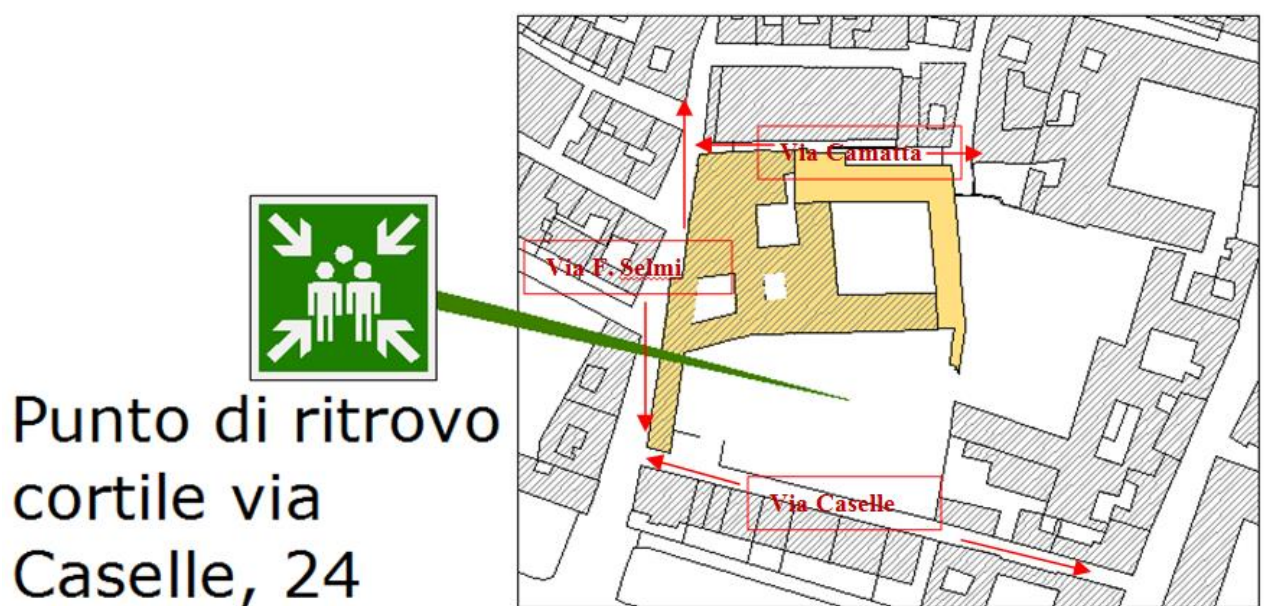 Via Camatta
Via F. Selmi
Punto di ritrovo
cortile via
Caselle, 24
Via Caselle